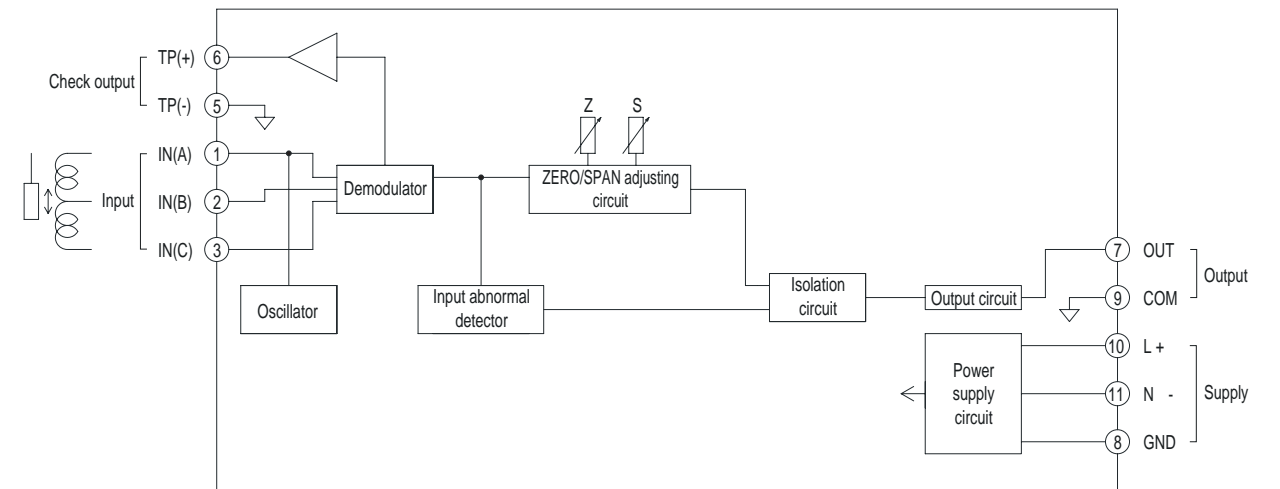 TP(+) 6
Check output
TP(-) 5
Z S
IN(A) 1
Demodulator
ZERO/SPAN adjusting
circuit
Input
IN(B) 2
IN(C) 3
7 OUT
Output
9 COM
Oscillator
Input abnormal
detector
Isolation
circuit
Output circuit
10 L +
Power
supply
circuit
11 N -
Supply
8 GND